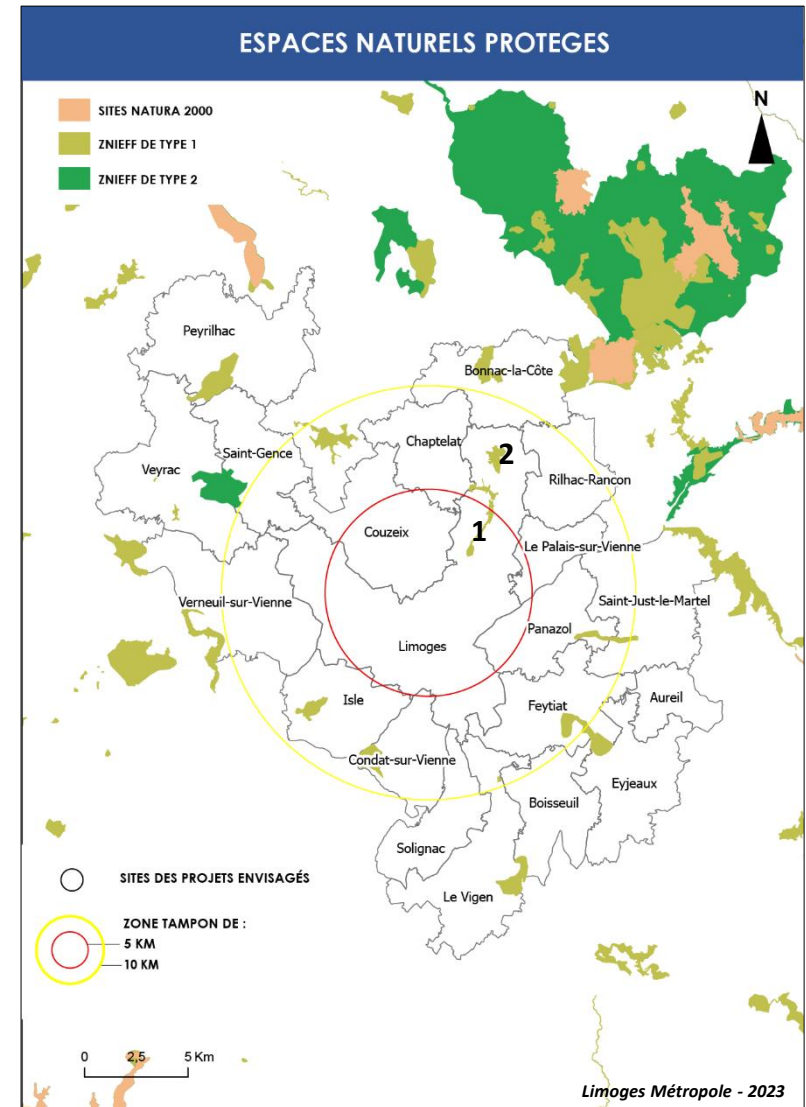 ESPACES NATURELS PROTEGES
SITES NATURA 2000
ZNIEFF DE TYPE 1
ZNIEFF DE TYPE 2
N
Peyrilhac
Bonnac-la-Côte
Chaptelat
2
Saint-Gence
Veyrac
Rilhac-Rancon
Couzeix
1
Le Palais-sur-Vienne
Verneuil-sur-Vienne
Saint-Just-le-Martel
Panazol
Limoges
Isle
Feytiat
Aureil
Condat-sur-Vienne
Eyjeaux
Boisseuil
Solignac
SITES DES PROJETS ENVISAGÉS
Le Vigen
ZONE TAMPON DE :
5 KM
10 KM
0 2,5 5 Km
Limoges Métropole - 2023